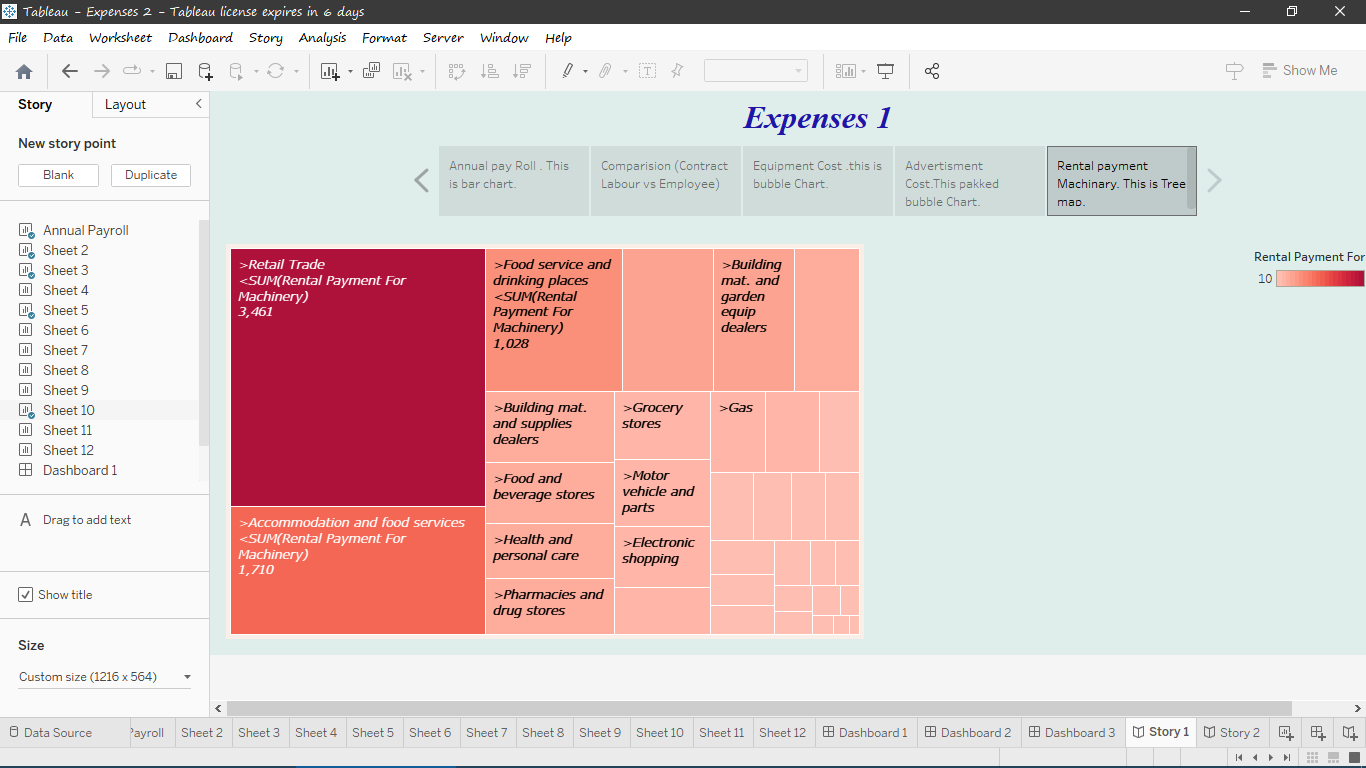 Tableau - Expenses 2 - Tableau license expires in 6 days
File Data Worksheet Dashboard Story Analysis Format Server Window Help
Show Me
Story Layout
New story point
Blank Duplicate
Annual Payroll
Sheet 2
Sheet 3
Sheet 4
Sheet 5
Sheet 6
Sheet 7
Sheet 8
Sheet 9
Sheet 10
Sheet 11
Sheet 12
Dashboard 1
A Drag to add text
Show title
Size
Custom size (1216 x 564)
Expenses 1
Annual pay Roll . This
is bar chart.
Comparision (Contract
Labour vs Employee)
Equipment Cost .this is
bubble Chart.
Advertisment
Cost.This pakked
bubble Chart.
Rental payment
Machinary. This is Tree
map.
>Retail Trade
<SUM(Rental Payment For
Machinery)
3,461
>Accommodation and food services
<SUM(Rental Payment For
Machinery)
1,710
>Food service and
drinking places
<SUM(Rental
Payment For
Machinery)
1,028
>Building
mat. and
garden
equip
dealers
>Building mat.
and supplies
dealers
>Food and
beverage stores
>Health and
personal care
>Pharmacies and
drug stores
>Grocery
stores
>Motor
vehicle and
parts
>Electronic
shopping
>Gas
Rental Payment For
10
Data Source Payroll Sheet 2 Sheet 3 Sheet 4 Sheet 5 Sheet 6 Sheet 7 Sheet 8 Sheet 9 Sheet 10 Sheet 11 Sheet 12 Dashboard 1 Dashboard 2 Dashboard 3 Story 1 Story 2